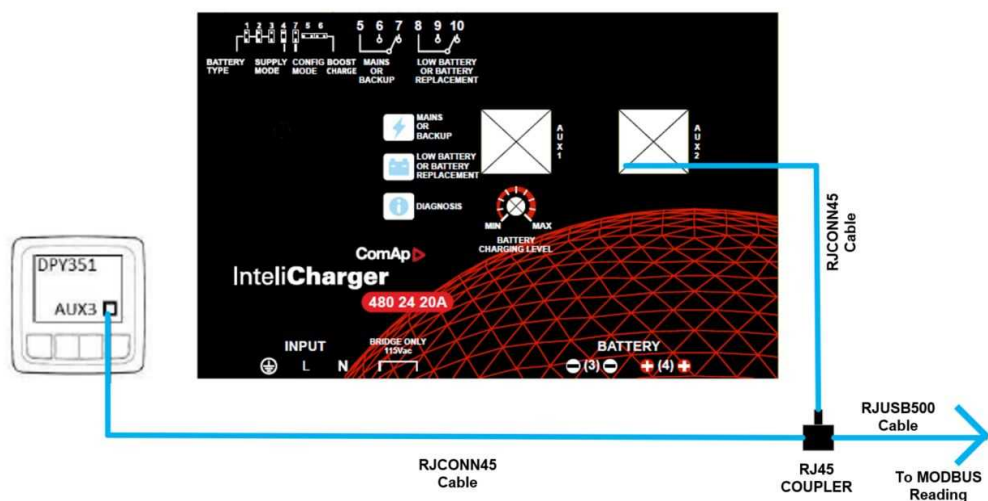 1 2 3 4 7 5 6
5 6 7 8 9 10
BATTERY TYPE
SUPPLY MODE
CONFIG MODE
BOOST CHARGE
MAINS OR BACKUP
LOW BATTERY OR BATTERY REPLACEMENT
MAINS
OR
BACKUP
LOW BATTERY
OR BATTERY
REPLACEMENT
DIAGNOSIS
AUX1
AUX2
MIN MAX
BATTERY
CHARGING LEVEL
ComAp
InteliCharger
480 24 20A
INPUT
L N
BRIDGE ONLY
115Vac
BATTERY
(3) (4)
DPY351
AUX3
RJCONN45
Cable
RJCONN45
Cable
RJ45
COUPLER
RJUSB500
Cable
To MODBUS
Reading